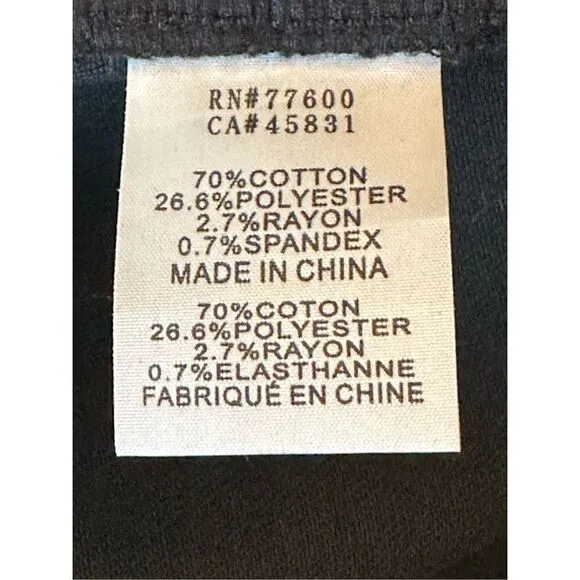 RN#77600
CA#45831
70%COTTON
26.6%POLYESTER
2.7%RAYON
0.7%SPANDEX
MADE IN CHINA
70%COTON
26.6%POLYESTER
2.7%RAYON
0.7%ELASTHANNE
FABRIQUÉ EN CHINE